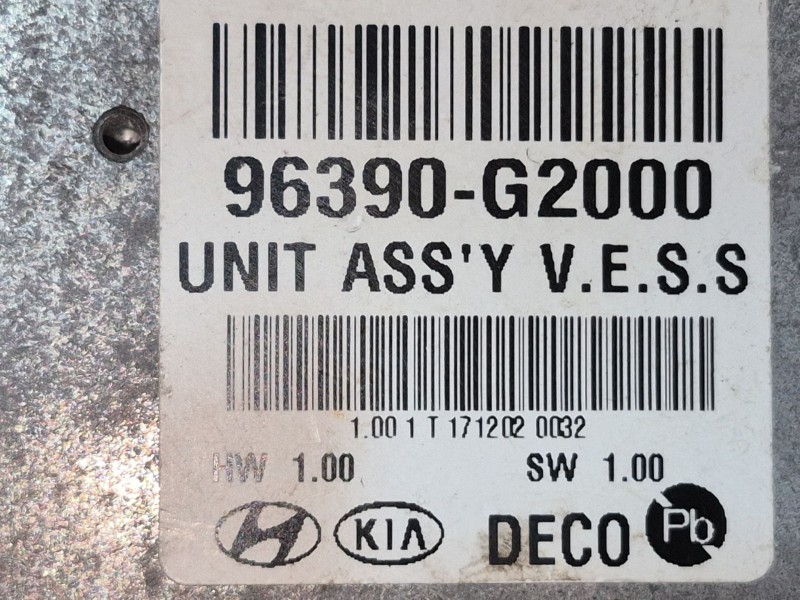 96390-G2000
UNIT ASS'Y V.E.S.S
1.00 1 T 171202 0032
HW 1.00 SW 1.00
KIA DECO Pb